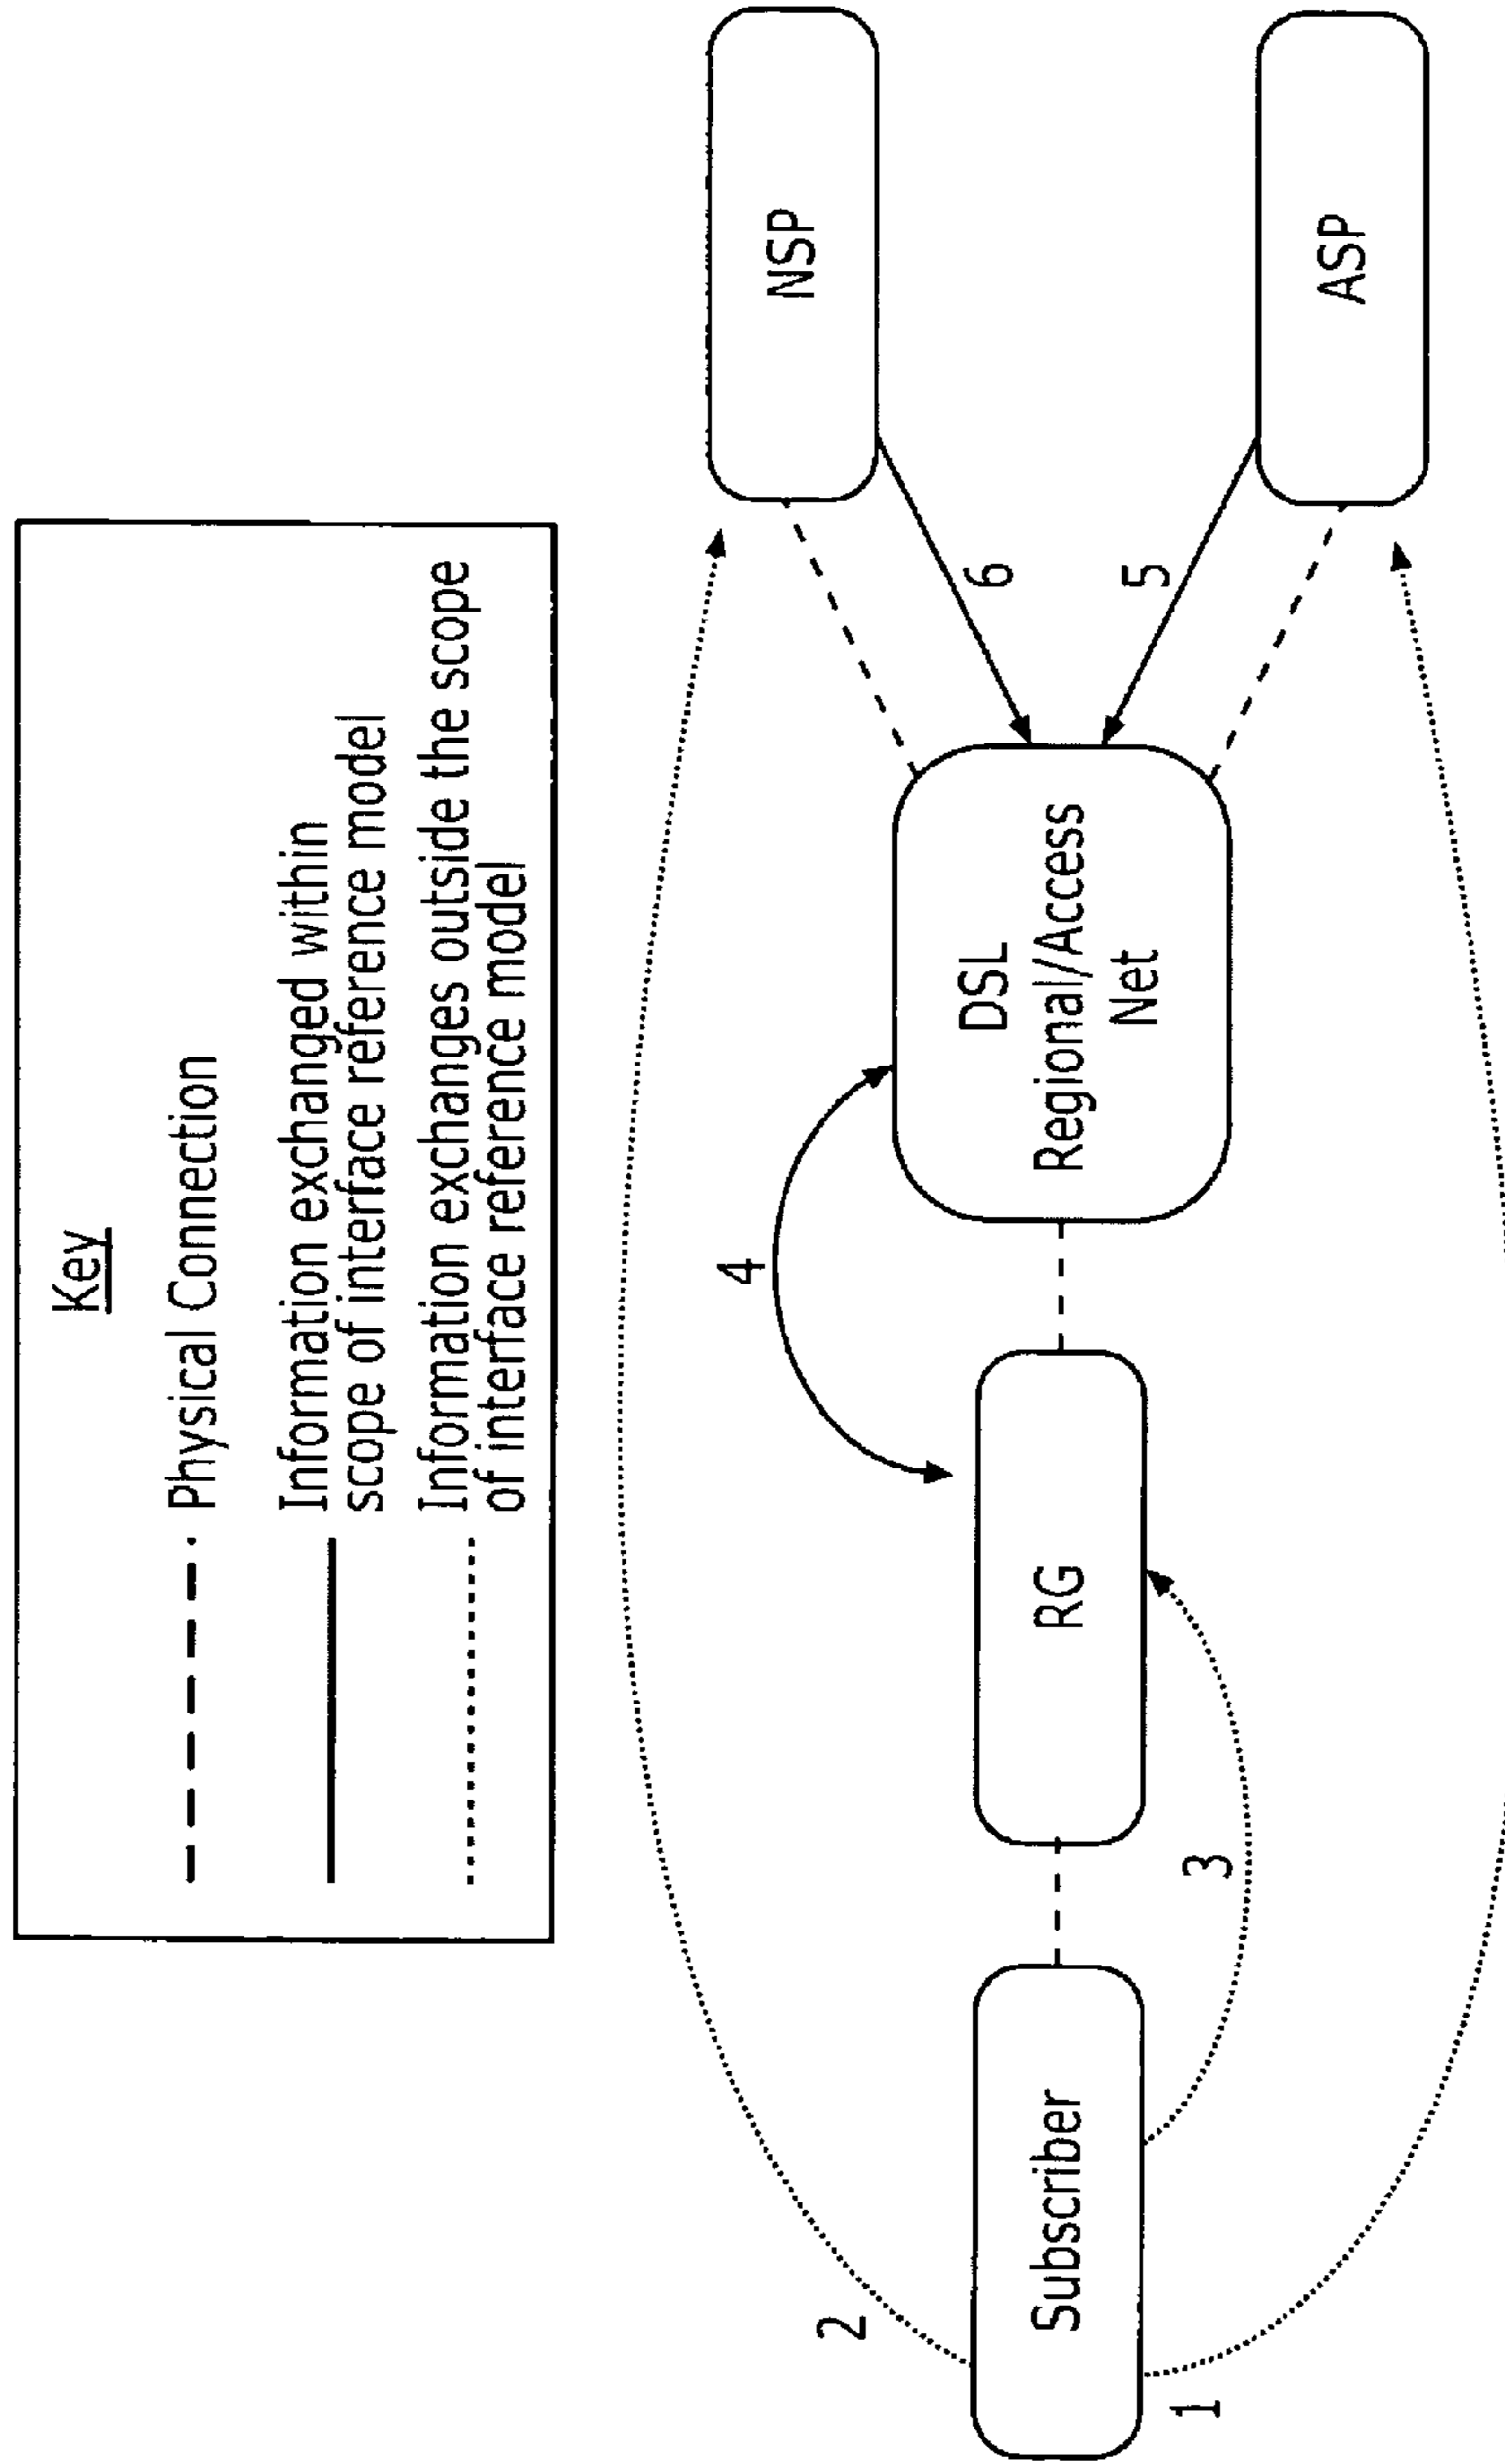 Key
Physical Connection
Information exchanged within
scope of interface reference model
Information exchanges outside the scope
of interface reference model
2
1
Subscriber
3
RG
4
DSL
Regional/Access
Net
6
5
NSP
ASP